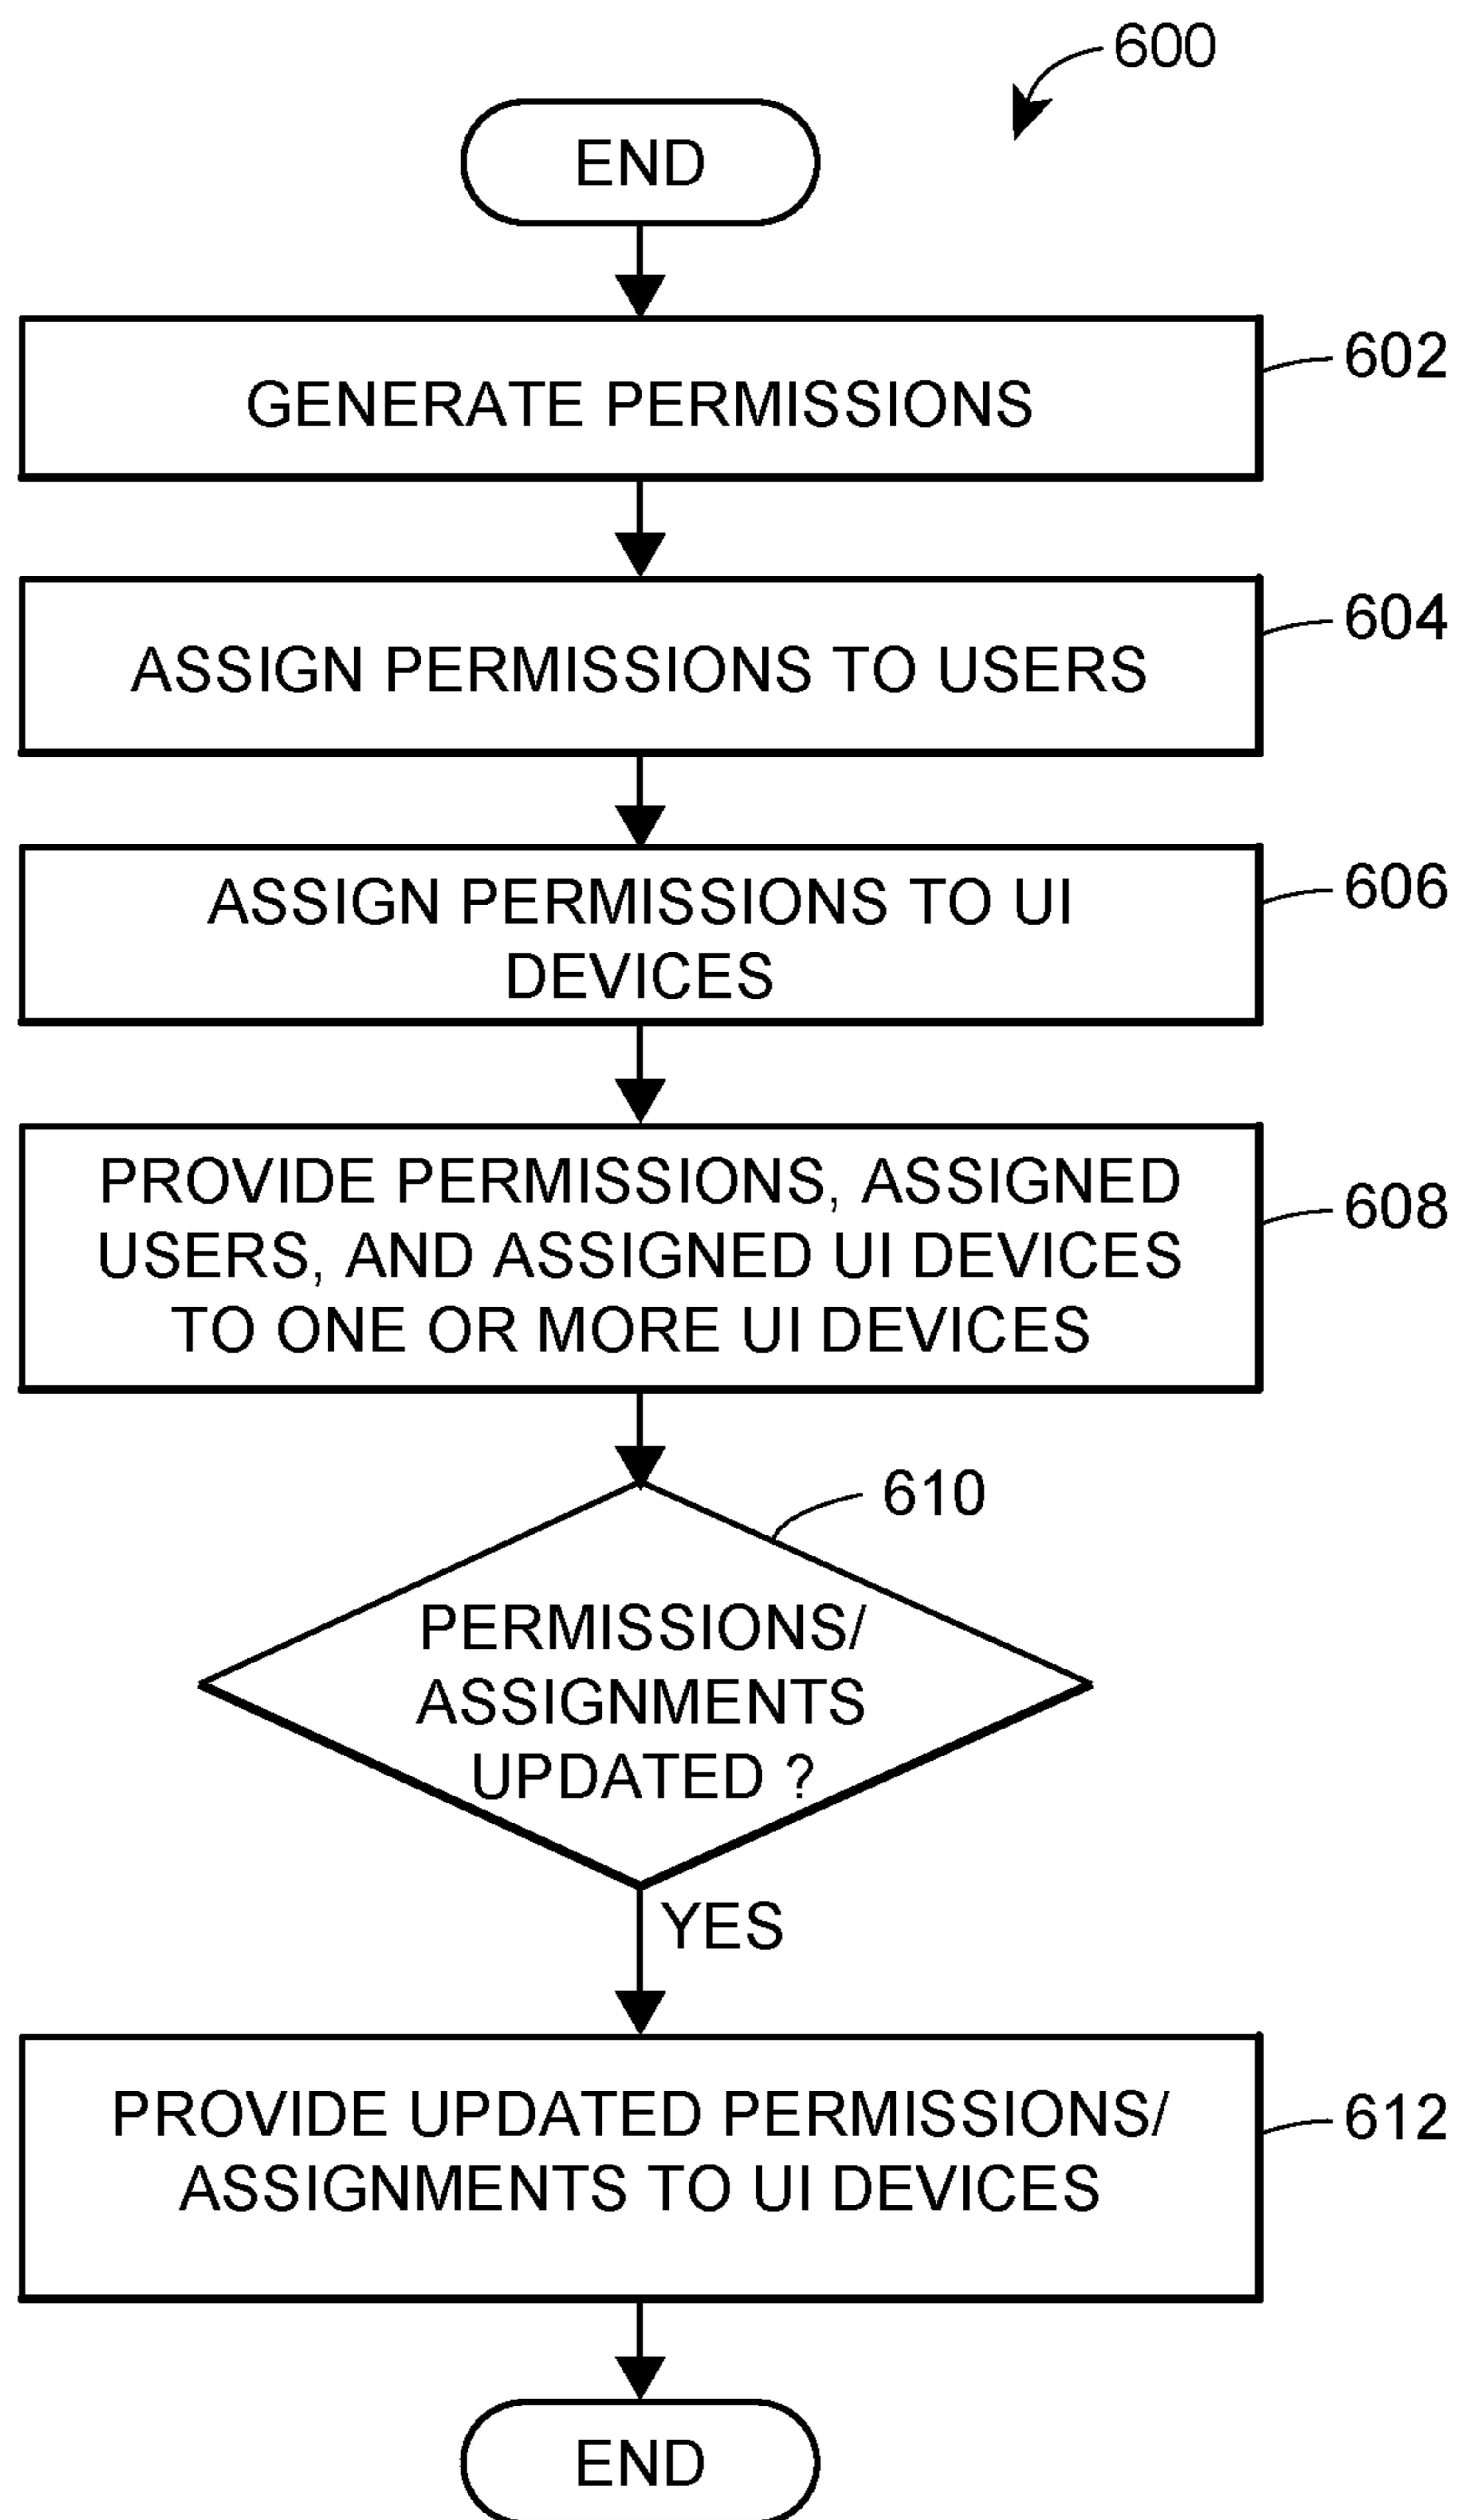 600
END
GENERATE PERMISSIONS
602
ASSIGN PERMISSIONS TO USERS
604
ASSIGN PERMISSIONS TO UI
DEVICES
606
PROVIDE PERMISSIONS, ASSIGNED
USERS, AND ASSIGNED UI DEVICES
TO ONE OR MORE UI DEVICES
608
610
PERMISSIONS/
ASSIGNMENTS
UPDATED ?
YES
PROVIDE UPDATED PERMISSIONS/
ASSIGNMENTS TO UI DEVICES
612
END